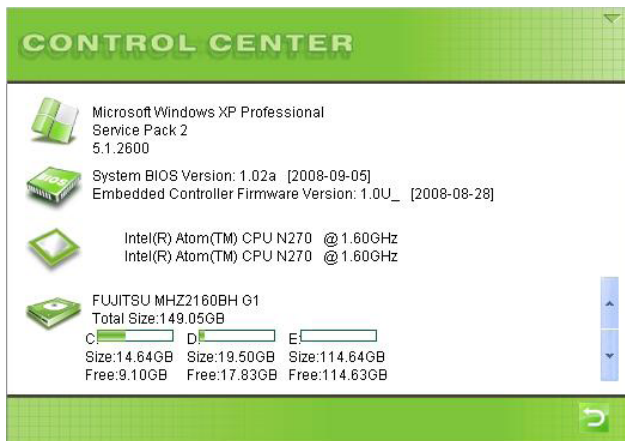 CONTROL CENTER
Microsoft Windows XP Professional
Service Pack 2
5.1.2600
BIOS
System BIOS Version: 1.02a [2008-09-05]
Embedded Controller Firmware Version: 1.0U_ [2008-08-28]
Intel(R) Atom(TM) CPU N270 @ 1.60GHz
Intel(R) Atom(TM) CPU N270 @ 1.60GHz
FUJITSU MHZ2160BH G1
Total Size:149.05GB
C: D: E:
Size:14.64GB Size:19.50GB Size:114.64GB
Free:9.10GB Free:17.83GB Free:114.63GB